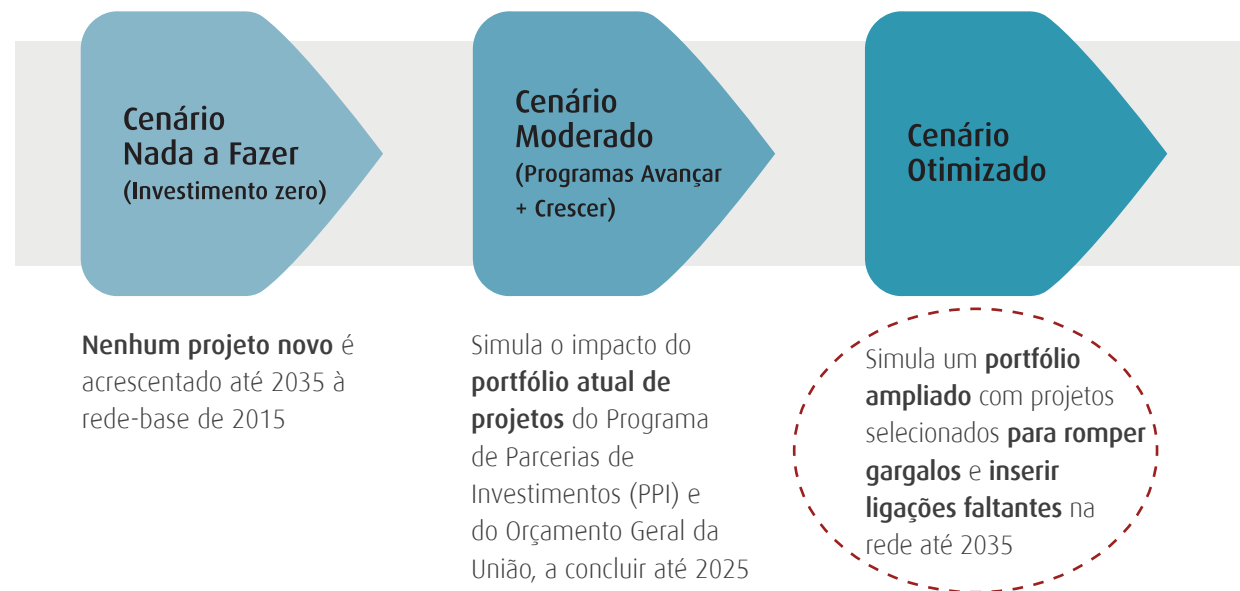 Cenário
Nada a Fazer
(Investimento zero)
Nenhum projeto novo é
acrescentado até 2035 à
rede-base de 2015
Cenário
Moderado
(Programas Avançar
+ Crescer)
Simula o impacto do
portfólio atual de
projetos do Programa
de Parcerias de
Investimentos (PPI) e
do Orçamento Geral da
União, a concluir até 2025
Cenário
Otimizado
Simula um portfólio
ampliado com projetos
selecionados para romper
gargalos e inserir
ligações faltantes na
rede até 2035